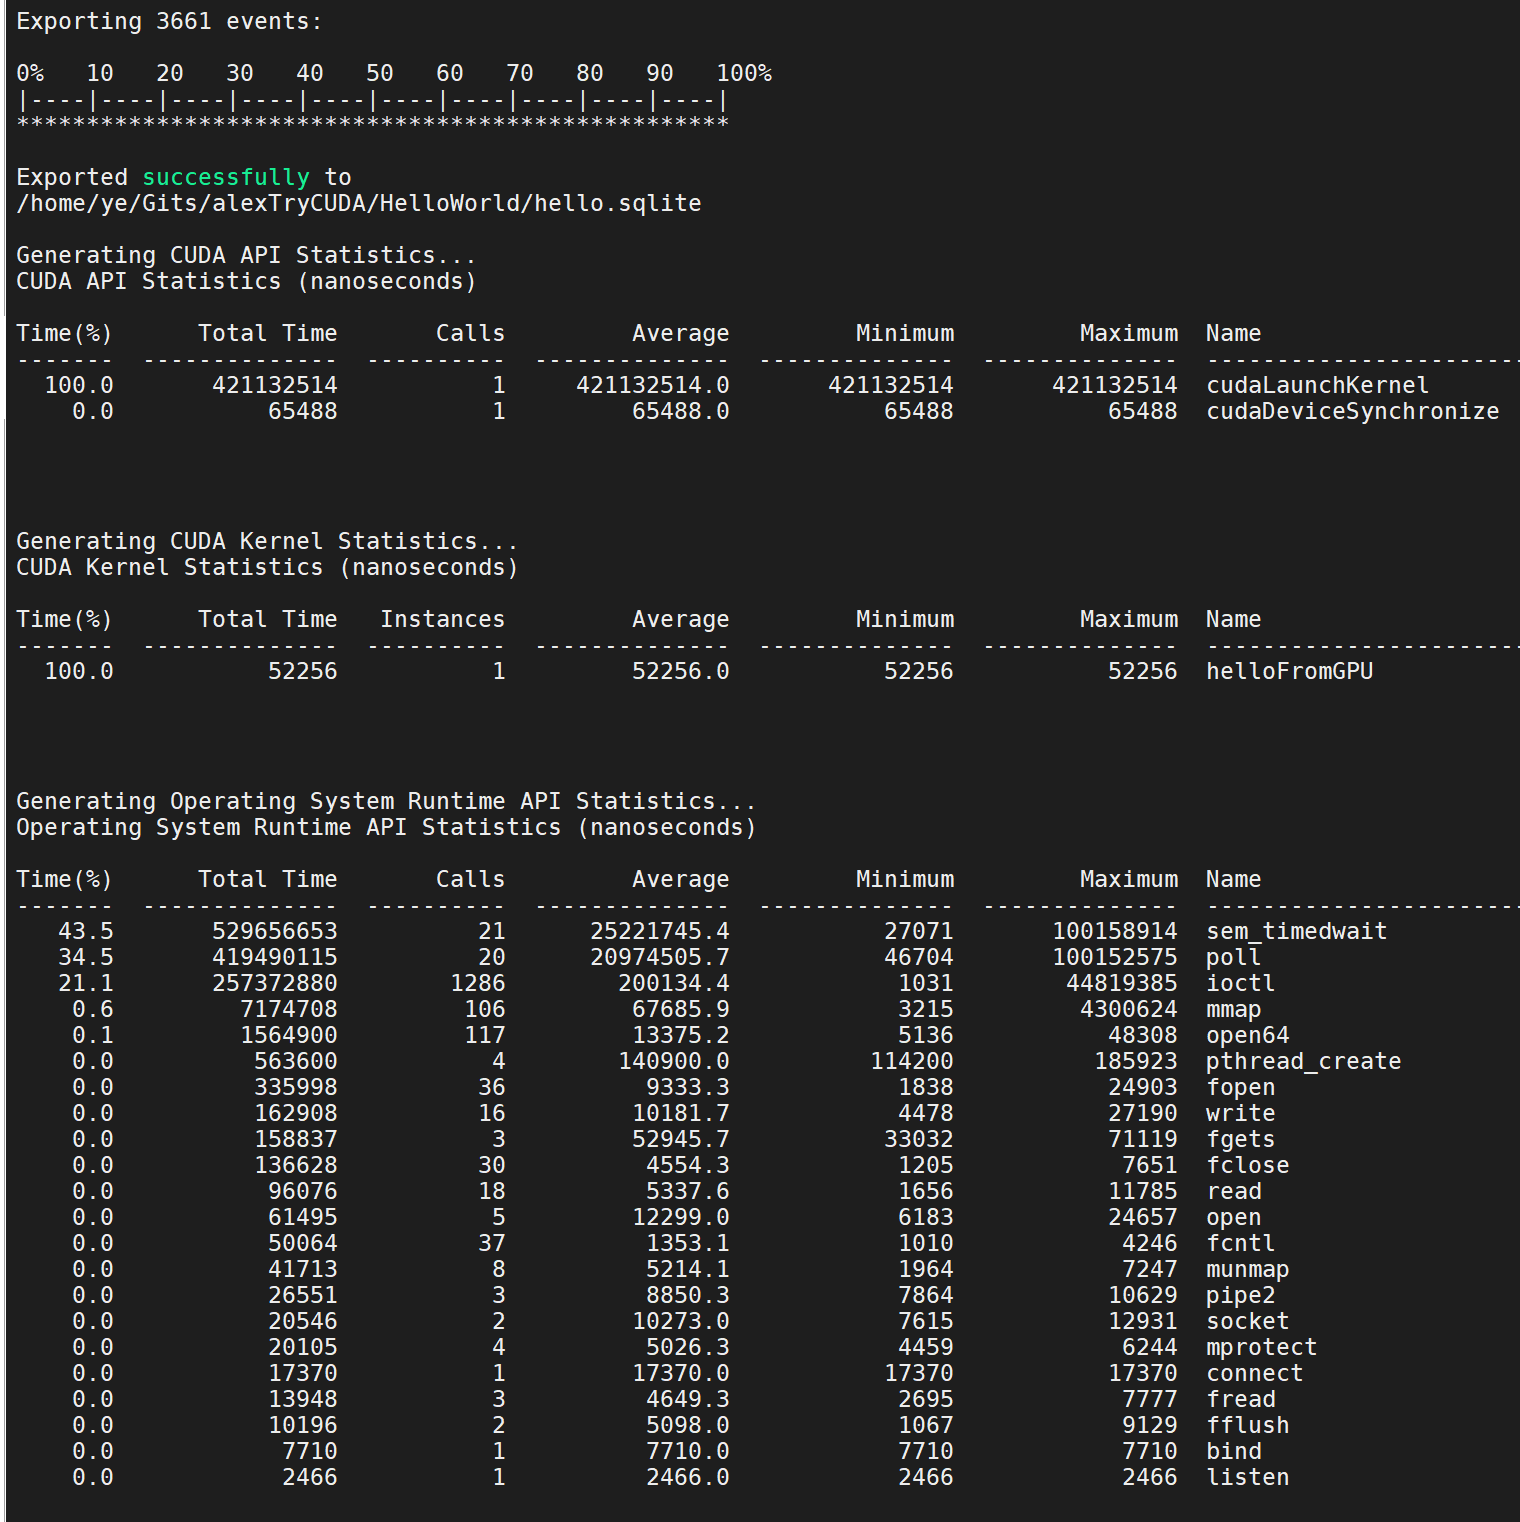 Exporting 3661 events:
0%   10   20   30   40   50   60   70   80   90   100%
|----|----|----|----|----|----|----|----|----|----|
***************************************************
Exported successfully to
/home/ye/Gits/alexTryCUDA/HelloWorld/hello.sqlite
Generating CUDA API Statistics...
CUDA API Statistics (nanoseconds)
Time(%)      Total Time       Calls         Average         Minimum         Maximum  Name
-------  --------------  ----------  --------------  --------------  --------------  -----------------------
  100.0       421132514           1     421132514.0       421132514       421132514  cudaLaunchKernel
    0.0           65488           1         65488.0           65488           65488  cudaDeviceSynchronize
Generating CUDA Kernel Statistics...
CUDA Kernel Statistics (nanoseconds)
Time(%)      Total Time   Instances         Average         Minimum         Maximum  Name
-------  --------------  ----------  --------------  --------------  --------------  -----------------------
  100.0           52256           1         52256.0           52256           52256  helloFromGPU
Generating Operating System Runtime API Statistics...
Operating System Runtime API Statistics (nanoseconds)
Time(%)      Total Time       Calls         Average         Minimum         Maximum  Name
-------  --------------  ----------  --------------  --------------  --------------  -----------------------
   43.5       529656653          21      25221745.4           27071       100158914  sem_timedwait
   34.5       419490115          20      20974505.7           46704       100152575  poll
   21.1       257372880        1286        200134.4            1031        44819385  ioctl
    0.6         7174708         106         67685.9            3215         4300624  mmap
    0.1         1564900         117         13375.2            5136           48308  open64
    0.0          563600           4        140900.0          114200          185923  pthread_create
    0.0          335998          36          9333.3            1838           24903  fopen
    0.0          162908          16         10181.7            4478           27190  write
    0.0          158837           3         52945.7           33032           71119  fgets
    0.0          136628          30          4554.3            1205            7651  fclose
    0.0           96076          18          5337.6            1656           11785  read
    0.0           61495           5         12299.0            6183           24657  open
    0.0           50064          37          1353.1            1010            4246  fcntl
    0.0           41713           8          5214.1            1964            7247  munmap
    0.0           26551           3          8850.3            7864           10629  pipe2
    0.0           20546           2         10273.0            7615           12931  socket
    0.0           20105           4          5026.3            4459            6244  mprotect
    0.0           17370           1         17370.0           17370           17370  connect
    0.0           13948           3          4649.3            2695            7777  fread
    0.0           10196           2          5098.0            1067            9129  fflush
    0.0            7710           1          7710.0            7710            7710  bind
    0.0            2466           1          2466.0            2466            2466  listen